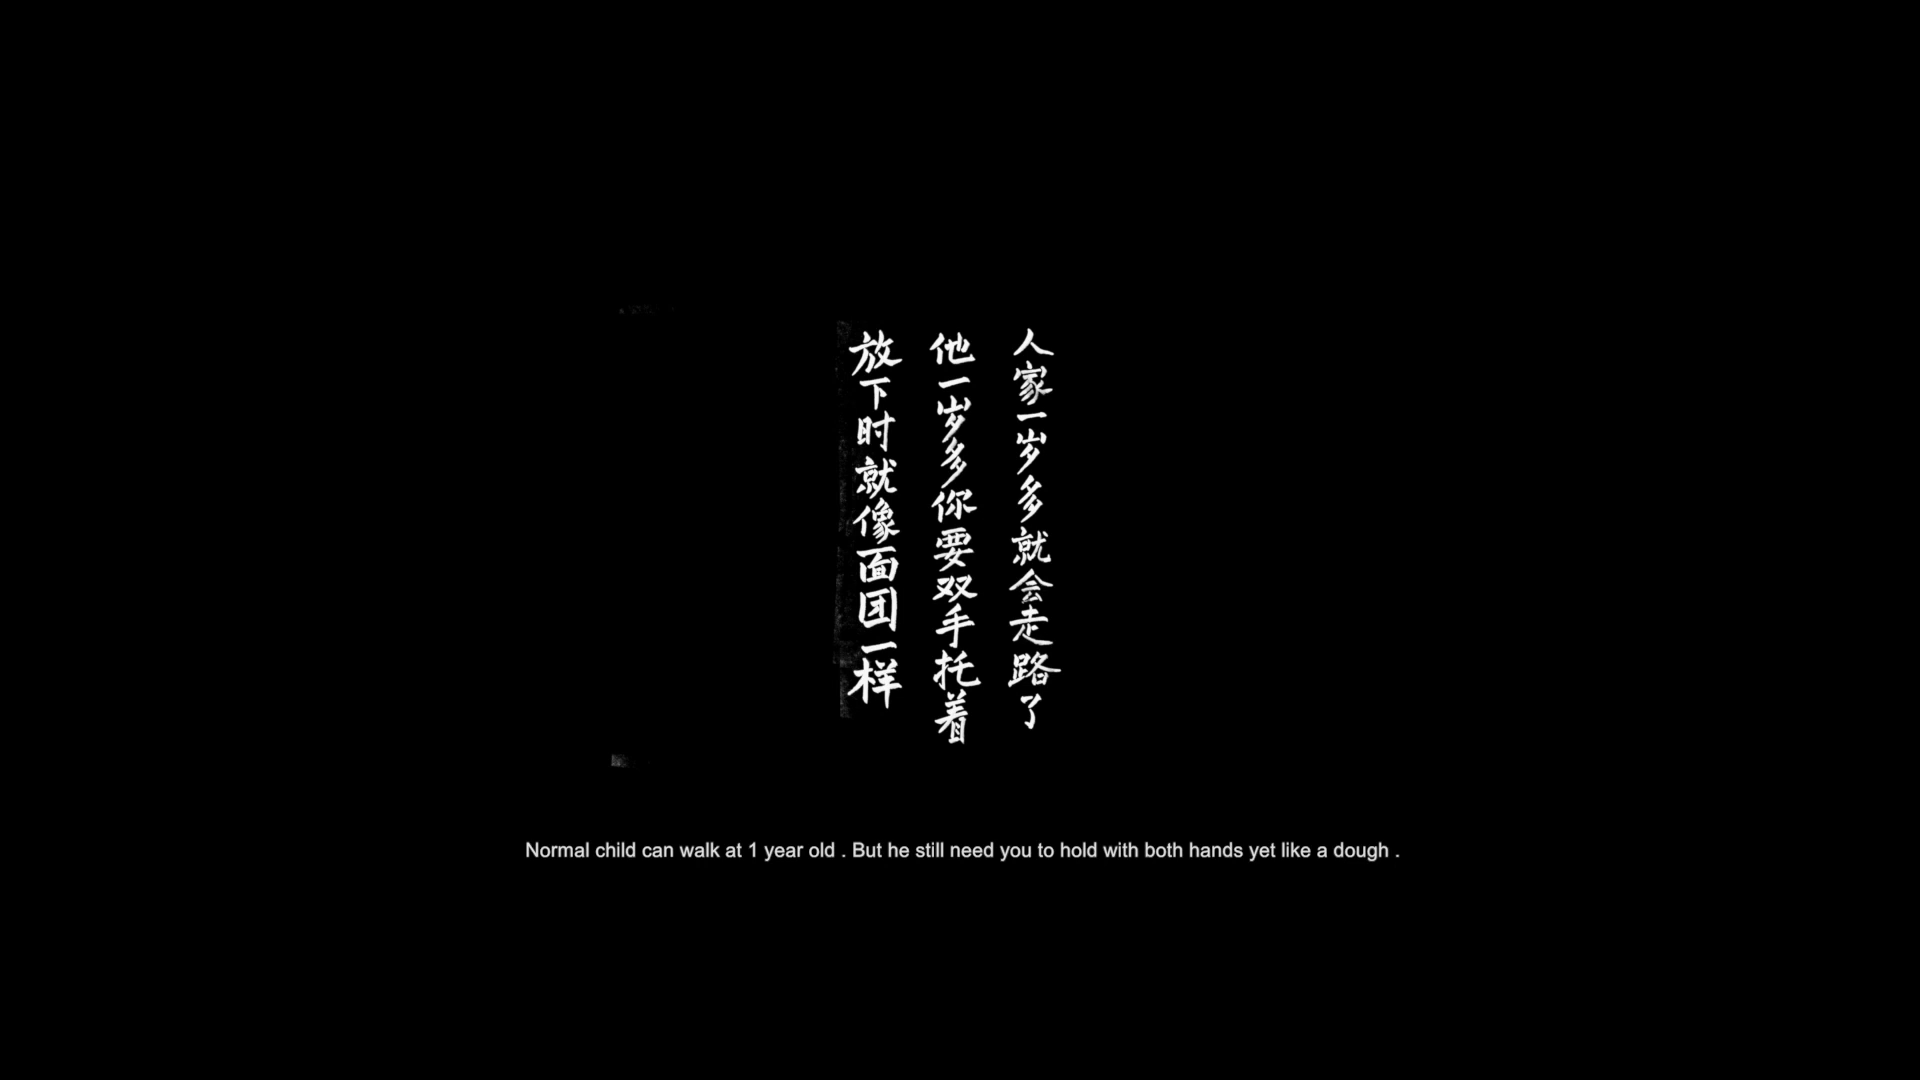 人家一岁多就会走路了
他一岁多你要双手托着
放下时就像面团一样
Normal child can walk at 1 year old . But he still need you to hold with both hands yet like a dough .